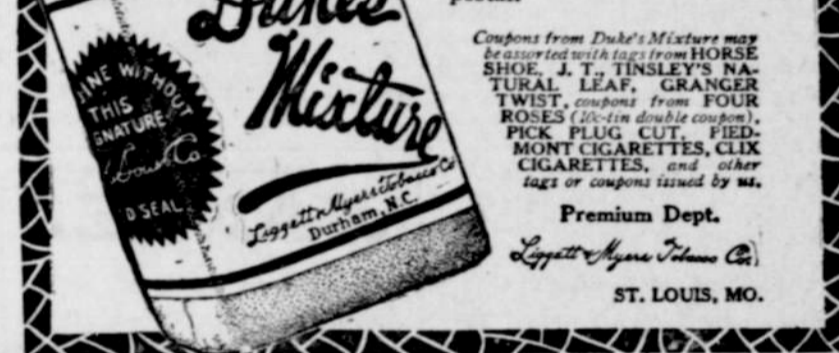 Duke's
Mixture
INE WITHOUT
THIS
GNATURE
Tobacco Co
D SEAL
Liggett & Myers Tobacco Co
Durham, N.C.
Coupons from Duke's Mixture may
be assorted with tags from HORSE
SHOE, J. T., TINSLEY'S NA-
TURAL LEAF, GRANGER
TWIST, coupons from FOUR
ROSES (10c-tin double coupon),
PICK PLUG CUT, PIED-
MONT CIGARETTES, CLIX
CIGARETTES, and other
tags or coupons issued by us.
Premium Dept.
Liggett & Myers Tobacco Co.
ST. LOUIS, MO.